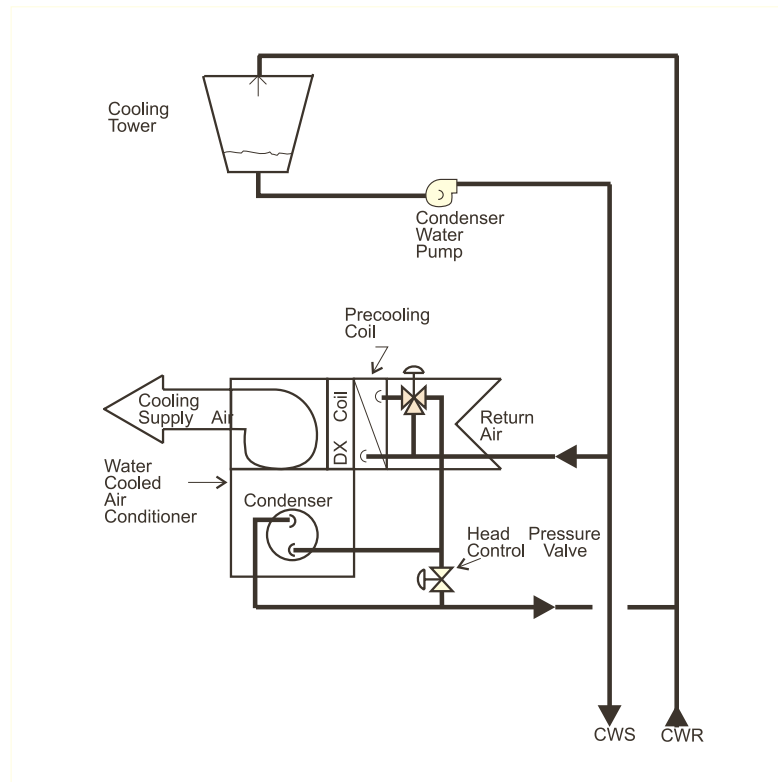 Cooling
Tower
Condenser
Water
Pump
Precooling
Coil
Cooling
Supply Air
DX Coil
Return
Air
Water
Cooled
Air
Conditioner
Condenser
Head Pressure
Control Valve
CWS
CWR